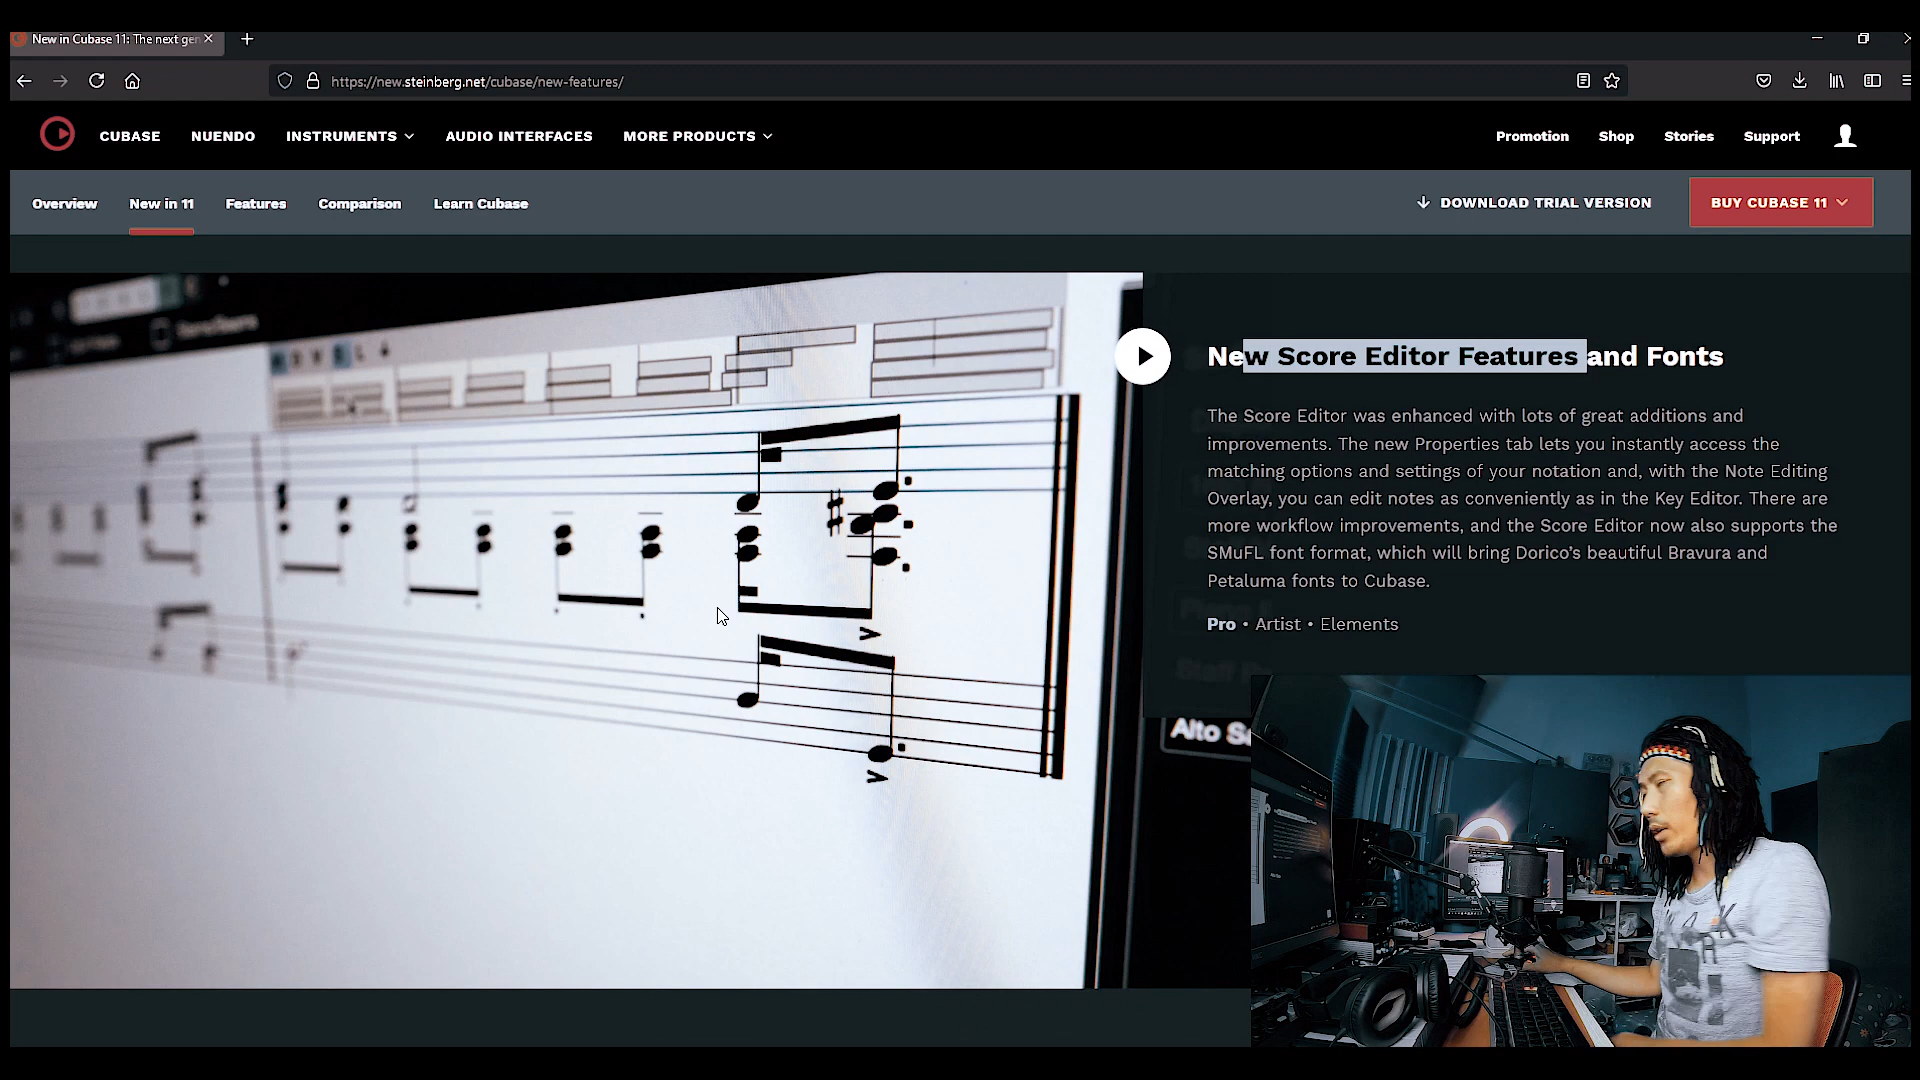 New in Cubase 11: The next gen
https://new.steinberg.net/cubase/new-features/
CUBASE NUENDO INSTRUMENTS AUDIO INTERFACES MORE PRODUCTS Promotion Shop Stories Support
Overview New in 11 Features Comparison Learn Cubase DOWNLOAD TRIAL VERSION BUY CUBASE 11
New Score Editor Features and Fonts
The Score Editor was enhanced with lots of great additions and
improvements. The new Properties tab lets you instantly access the
matching options and settings of your notation and, with the Note Editing
Overlay, you can edit notes as conveniently as in the Key Editor. There are
more workflow improvements, and the Score Editor now also supports the
SMuFL font format, which will bring Dorico's beautiful Bravura and
Petaluma fonts to Cubase.
Pro • Artist • Elements
Alto